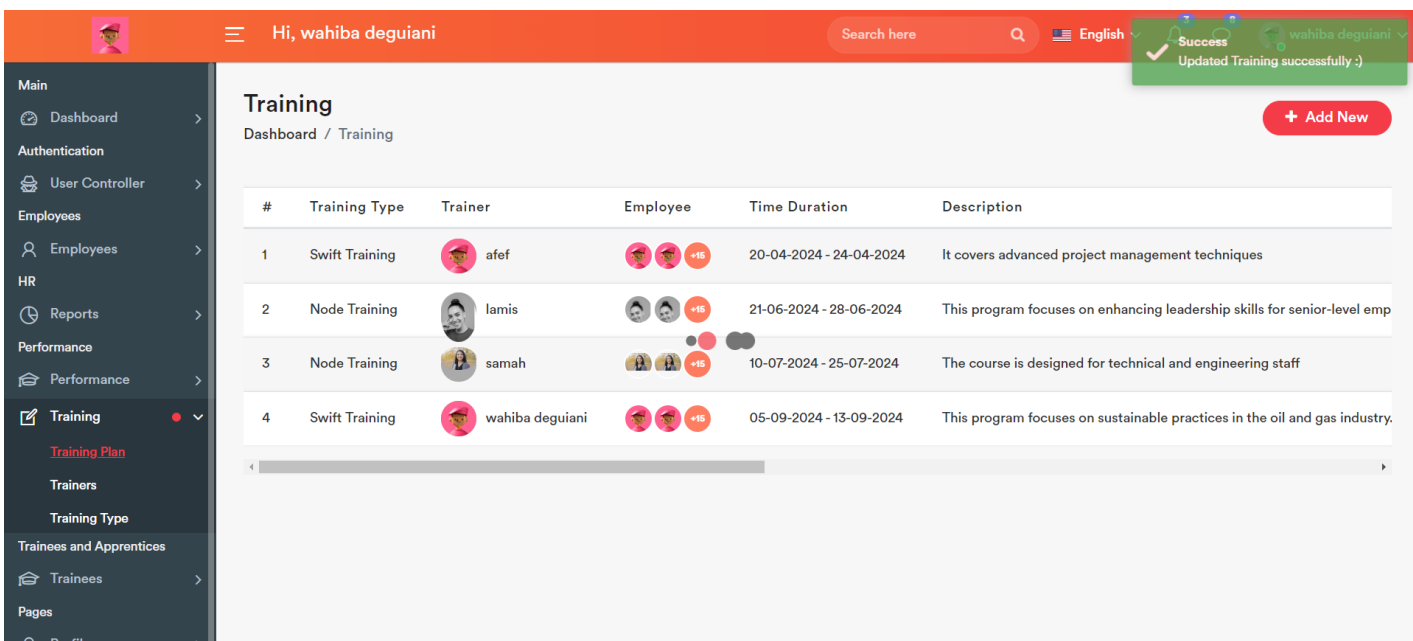 Hi, wahiba deguiani
Search here
English
3
8
wahiba deguiani
Success
Updated Training successfully :)
Main
Dashboard
Authentication
User Controller
Employees
Employees
HR
Reports
Performance
Performance
Training
Training Plan
Trainers
Training Type
Trainees and Apprentices
Trainees
Pages
Training
Dashboard / Training
+ Add New
# Training Type Trainer Employee Time Duration Description
1 Swift Training afef +15 20-04-2024 - 24-04-2024 It covers advanced project management techniques
2 Node Training lamis +15 21-06-2024 - 28-06-2024 This program focuses on enhancing leadership skills for senior-level emp
3 Node Training samah +15 10-07-2024 - 25-07-2024 The course is designed for technical and engineering staff
4 Swift Training wahiba deguiani +15 05-09-2024 - 13-09-2024 This program focuses on sustainable practices in the oil and gas industry.